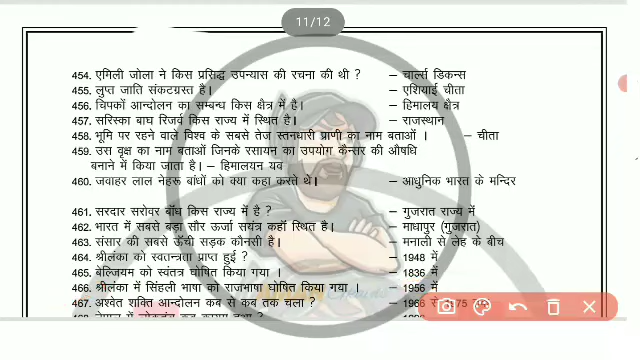 11/12
454. एमिली जोला ने किस प्रसिद्ध उपन्यास की रचना की थी ? – चार्ल्स डिकन्स
455. लुप्त जाति संकटग्रस्त है। – एशियाई चीता
456. चिपकों आन्दोलन का सम्बन्ध किस क्षैत्र में है। – हिमालय क्षैत्र
457. सरिस्का बाघ रिजर्व किस राज्य में स्थित है। – राजस्थान
458. भूमि पर रहने वाले विश्व के सबसे तेज स्तनधारी प्राणी का नाम बताओं । – चीता
459. उस वृक्ष का नाम बताओं जिनके रसायन का उपयोग कैन्सर की औषधि
बनाने में किया जाता है। – हिमालयन यव
460. जवाहर लाल नेहरू बांधों को क्या कहा करते थे। – आधुनिक भारत के मन्दिर
461. सरदार सरोवर बॉंध किस राज्य में है ? – गुजरात राज्य में
462. भारत में सबसे बड़ा सौर ऊर्जा सयंत्र कहॉं स्थित है। – माधापुर (गुजरात)
463. संसार की सबसे ऊँची सड़क कौनसी है। – मनाली से लेह के बीच
464. श्रीलंका को स्वतन्त्रता प्राप्त हुई ? – 1948 में
465. बेल्जियम को स्वंतत्र घोषित किया गया । – 1836 में
466. श्रीलंका में सिंहली भाषा को राजभाषा घोषित किया गया । – 1956 में
467. अश्वेत शक्ति आन्दोलन कब से कब तक चला ? – 1966 से 1975